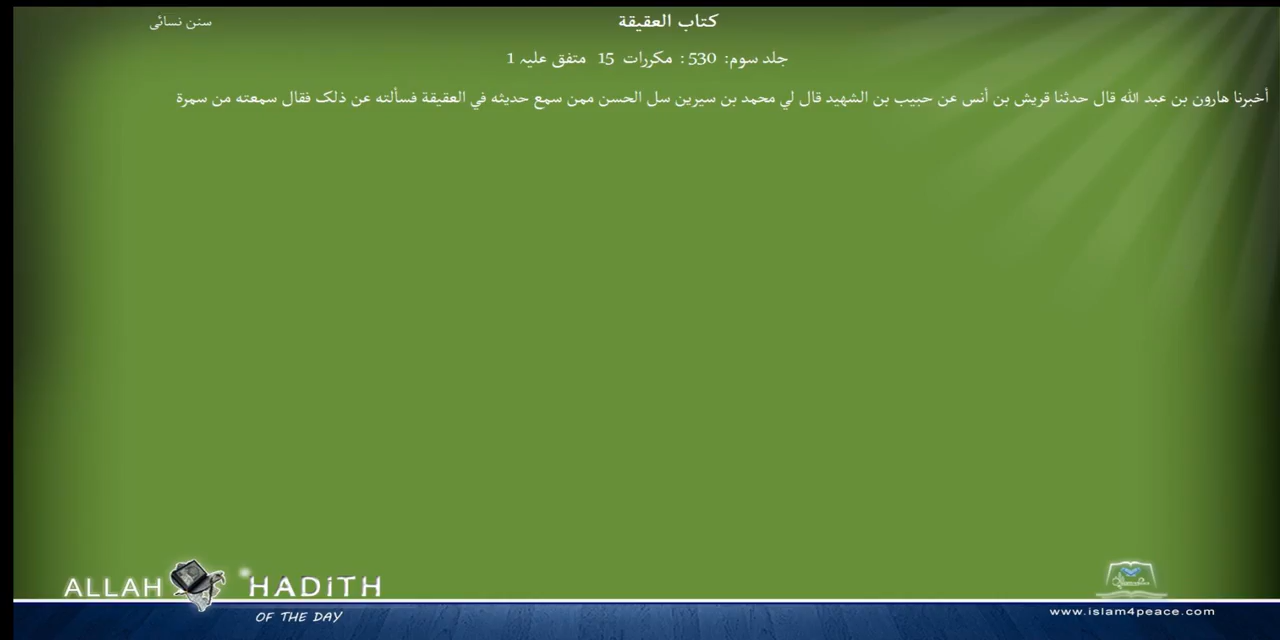 كتاب العقيقة
سنن نسائی
جلد سوم: 530 : مکررات 15 متفق علیہ 1
أخبرنا هارون بن عبد الله قال حدثنا قريش بن أنس عن حبيب بن الشهيد قال لي محمد بن سيرين سل الحسن ممن سمع حديثه في العقيقة فسألته عن ذلک فقال سمعته من سمرة
ALLAH HADITH
OF THE DAY
www.islam4peace.com